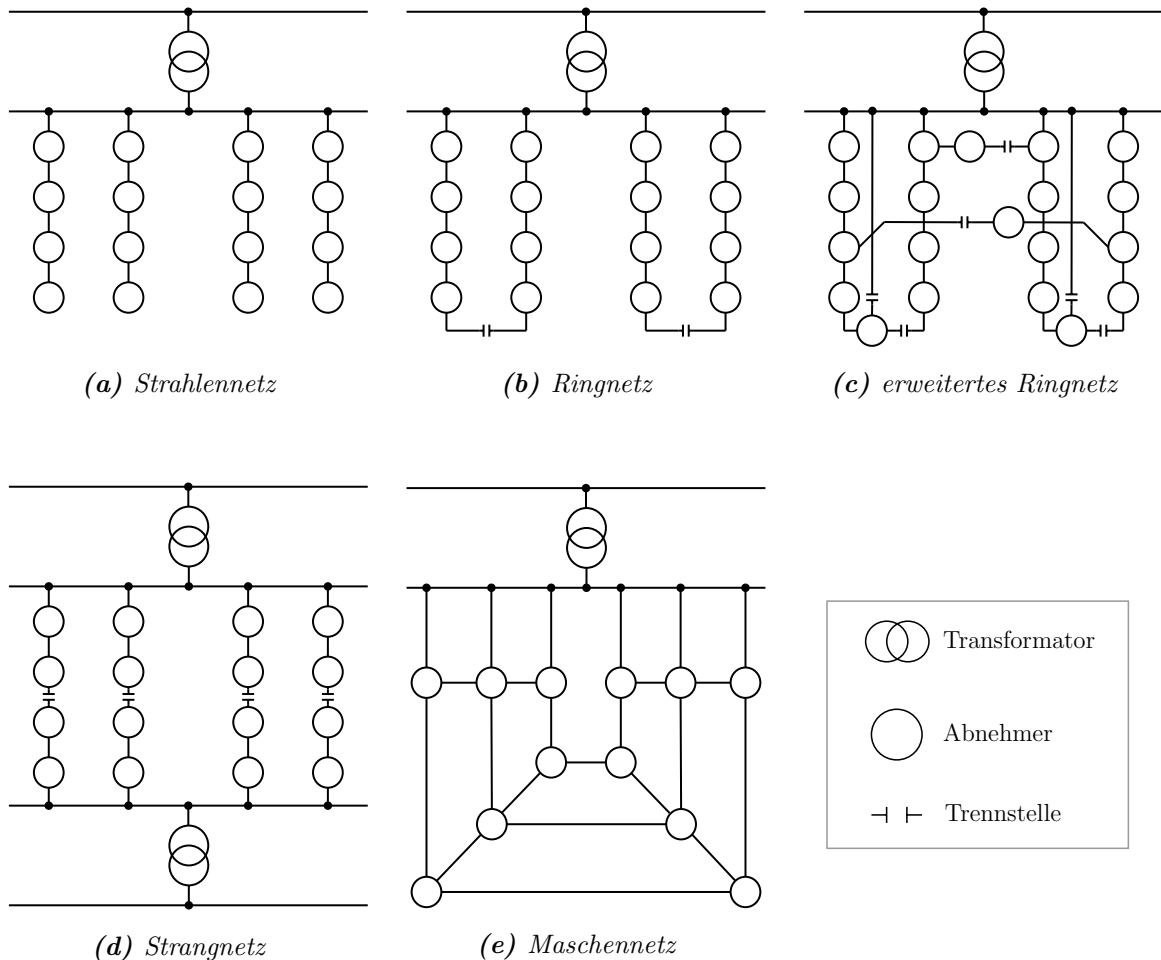 (a) Strahlennetz
(b) Ringnetz
(c) erweitertes Ringnetz
Transformator
Abnehmer
Trennstelle
(d) Strangnetz
(e) Maschennetz